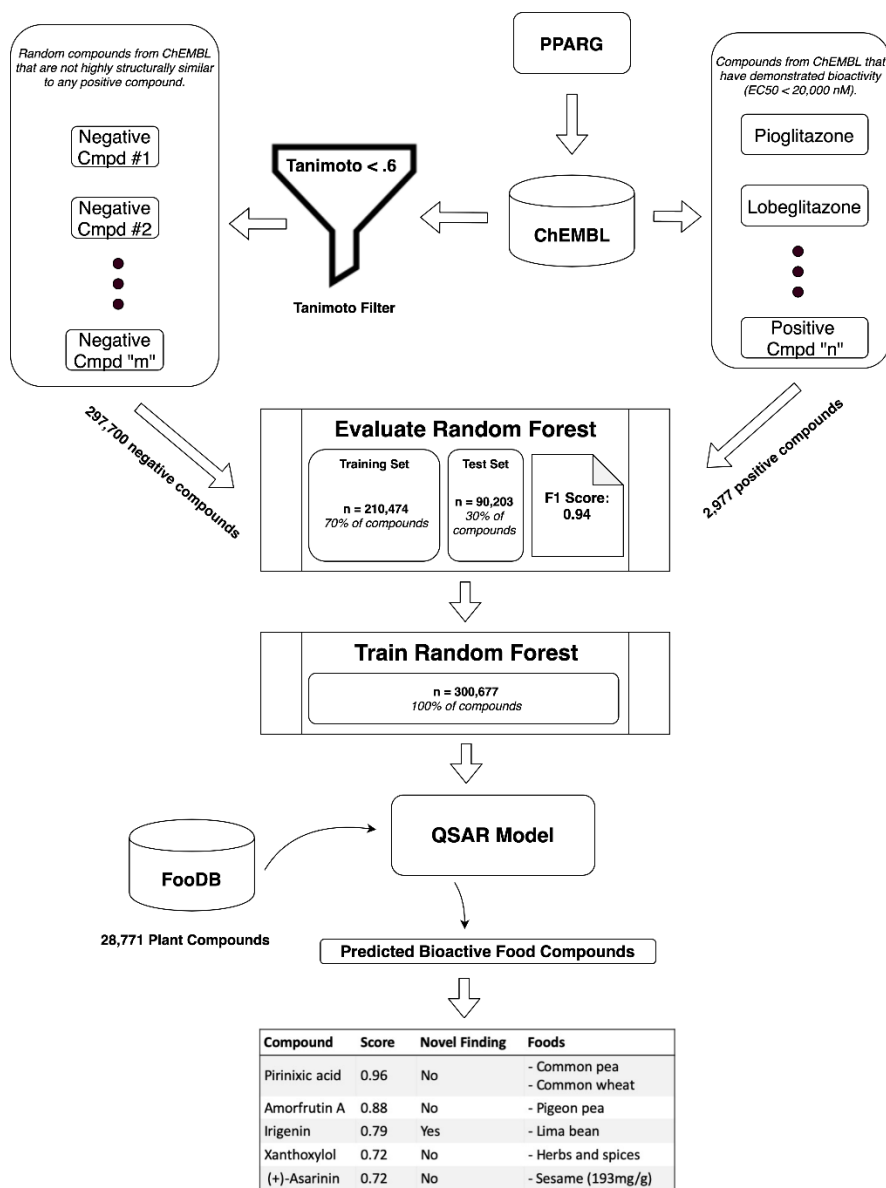 Random compounds from ChEMBL
that are not highly structurally similar
to any positive compound.
Negative
Cmpd #1
Negative
Cmpd #2
Negative
Cmpd "m"
Tanimoto < .6
Tanimoto Filter
PPARG
ChEMBL
Compounds from ChEMBL that
have demonstrated bioactivity
(EC50 < 20,000 nM).
Pioglitazone
Lobeglitazone
Positive
Cmpd "n"
297,700 negative compounds
2,977 positive compounds
Evaluate Random Forest
Training Set
n = 210,474
70% of compounds
Test Set
n = 90,203
30% of
compounds
F1 Score:
0.94
Train Random Forest
n = 300,677
100% of compounds
QSAR Model
FooDB
28,771 Plant Compounds
Predicted Bioactive Food Compounds
Compound Score Novel Finding Foods
Pirinixic acid 0.96 No - Common pea
- Common wheat
Amorfrutin A 0.88 No - Pigeon pea
Irigenin 0.79 Yes - Lima bean
Xanthoxylol 0.72 No - Herbs and spices
(+)-Asarinin 0.72 No - Sesame (193mg/g)